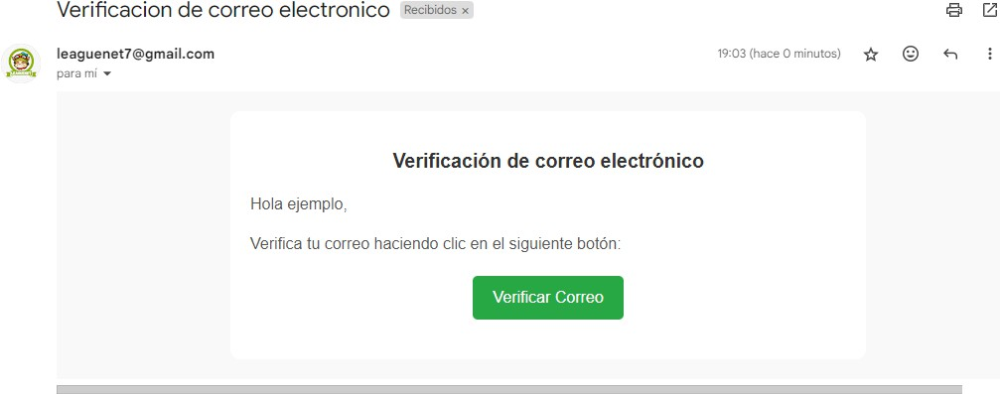 Verificacion de correo electronico Recibidos ×
leaguenet7@gmail.com 19:03 (hace 0 minutos)
para mí
Verificación de correo electrónico
Hola ejemplo,
Verifica tu correo haciendo clic en el siguiente botón:
Verificar Correo